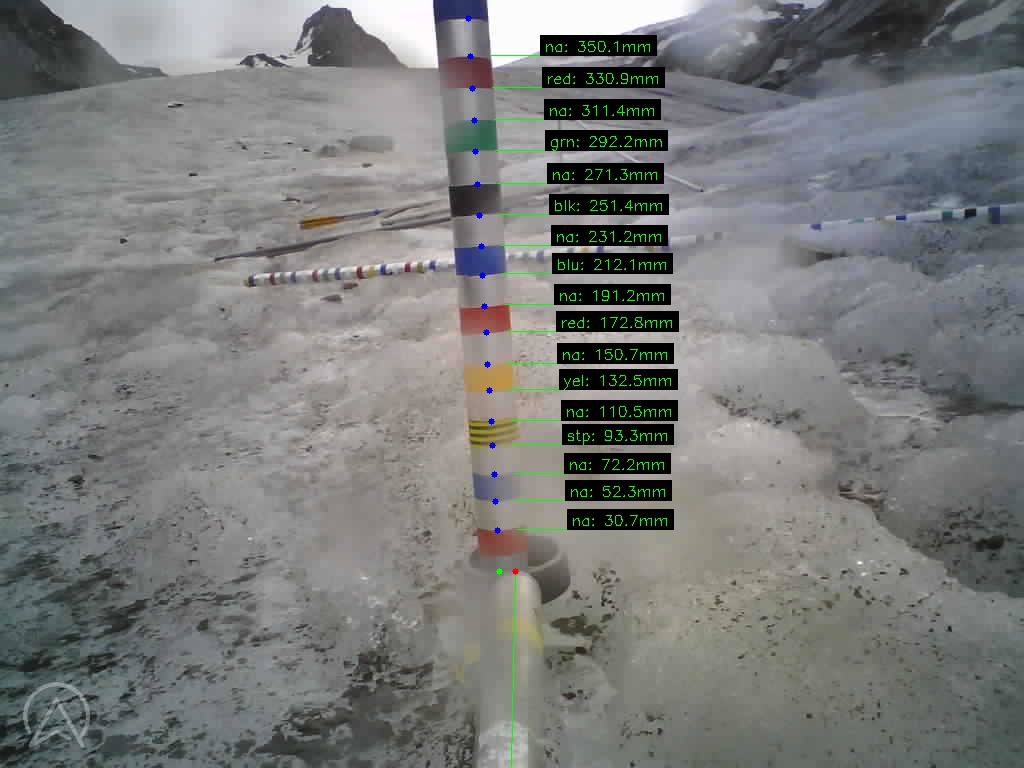 na: 350.1mm
red: 330.9mm
na: 311.4mm
grn: 292.2mm
na: 271.3mm
blk: 251.4mm
na: 231.2mm
blu: 212.1mm
na: 191.2mm
red: 172.8mm
na: 150.7mm
yel: 132.5mm
na: 110.5mm
stp: 93.3mm
na: 72.2mm
na: 52.3mm
na: 30.7mm